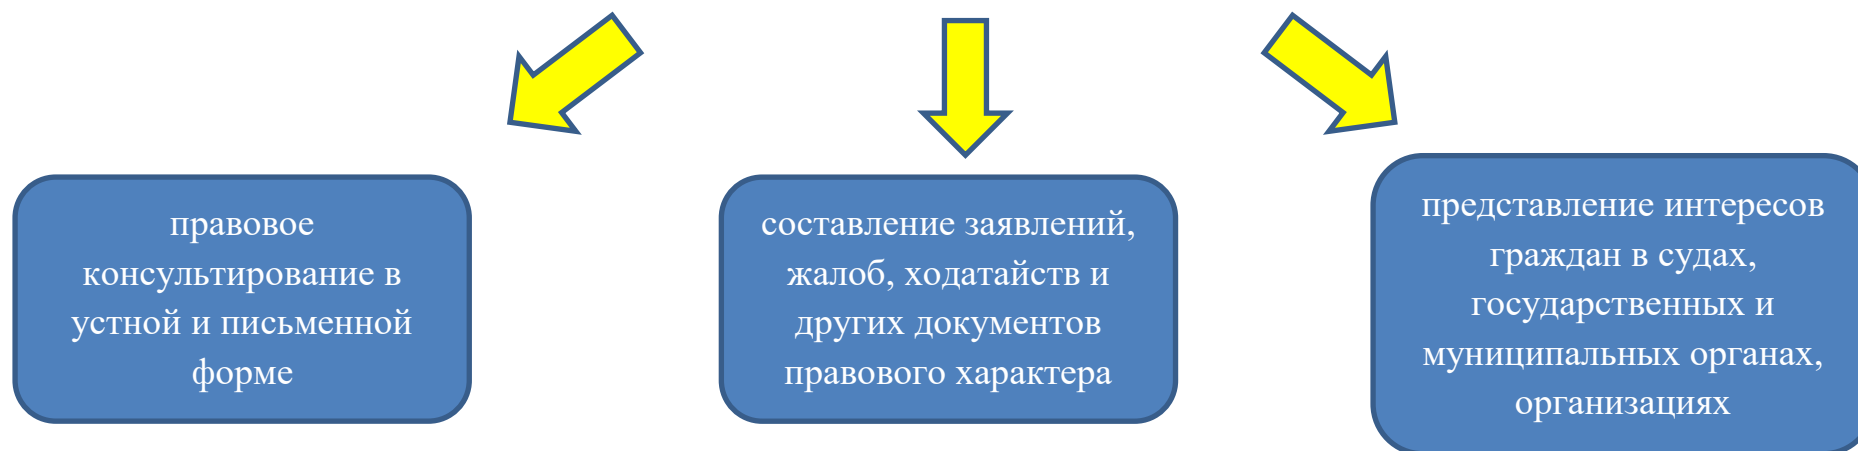 правовое
консультирование в
устной и письменной
форме
составление заявлений,
жалоб, ходатайств и
других документов
правового характера
представление интересов
граждан в судах,
государственных и
муниципальных органах,
организациях